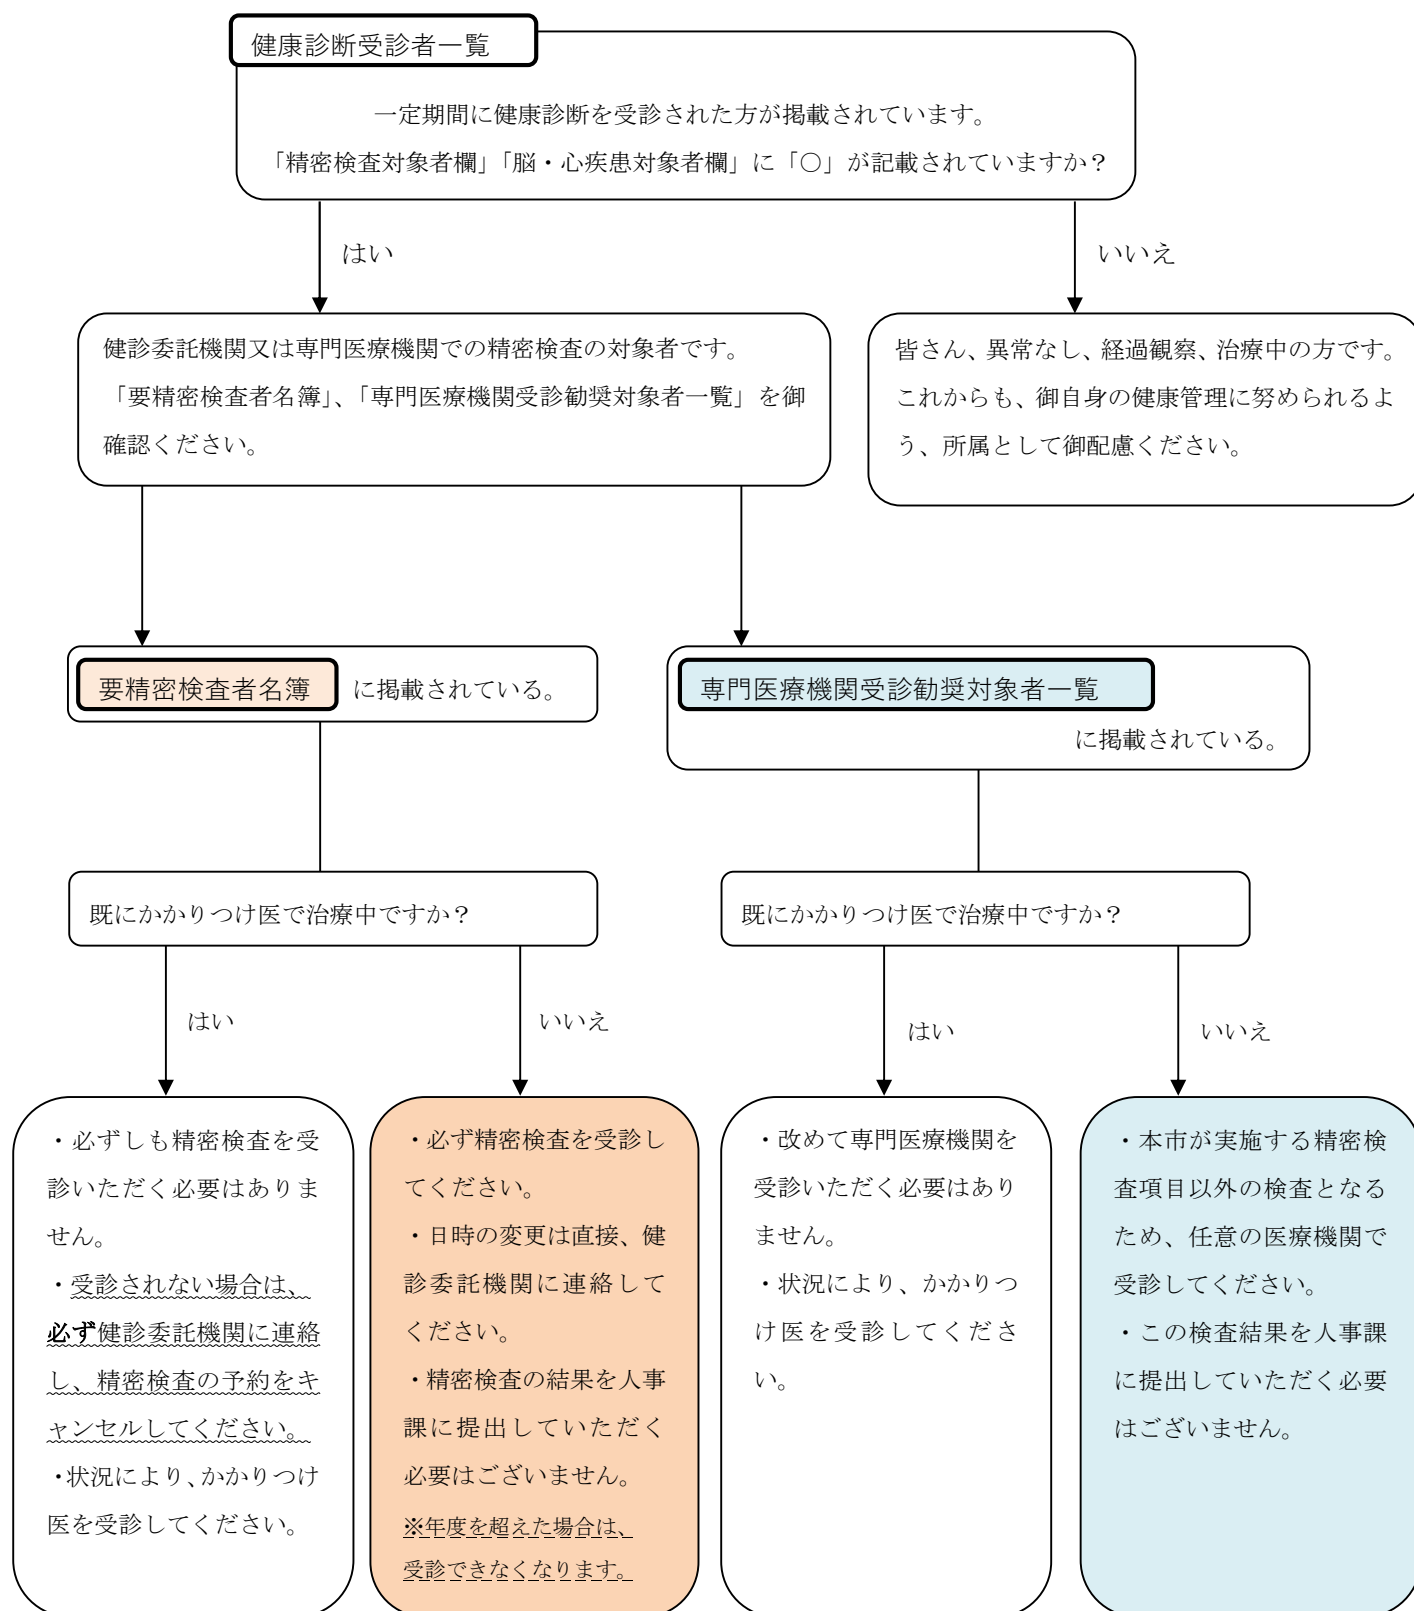 健康診断受診者一覧
一定期間に健康診断を受診された方が掲載されています。
「精密検査対象者欄」「脳・心疾患対象者欄」に「〇」が記載されていますか？
はい
いいえ
健診委託機関又は専門医療機関での精密検査の対象者です。
「要精密検査者名簿」、「専門医療機関受診勧奨対象者一覧」を御
確認ください。
皆さん、異常なし、経過観察、治療中の方です。
これからも、御自身の健康管理に努められるよ
う、所属として御配慮ください。
要精密検査者名簿 に掲載されている。
専門医療機関受診勧奨対象者一覧
に掲載されている。
既にかかりつけ医で治療中ですか？
既にかかりつけ医で治療中ですか？
はい
いいえ
はい
いいえ
・必ずしも精密検査を受
診いただく必要はありま
せん。
・受診されない場合は、
必ず健診委託機関に連絡
し、精密検査の予約をキ
ャンセルしてください。
・状況により、かかりつけ
医を受診してください。
・必ず精密検査を受診し
てください。
・日時の変更は直接、健
診委託機関に連絡して
ください。
・精密検査の結果を人事
課に提出していただく
必要はございません。
※年度を超えた場合は、
受診できなくなります。
・改めて専門医療機関を
受診いただく必要はあり
ません。
・状況により、かかりつ
け医を受診してくださ
い。
・本市が実施する精密検
査項目以外の検査となる
ため、任意の医療機関で
受診してください。
・この検査結果を人事課
に提出していただく必要
はございません。